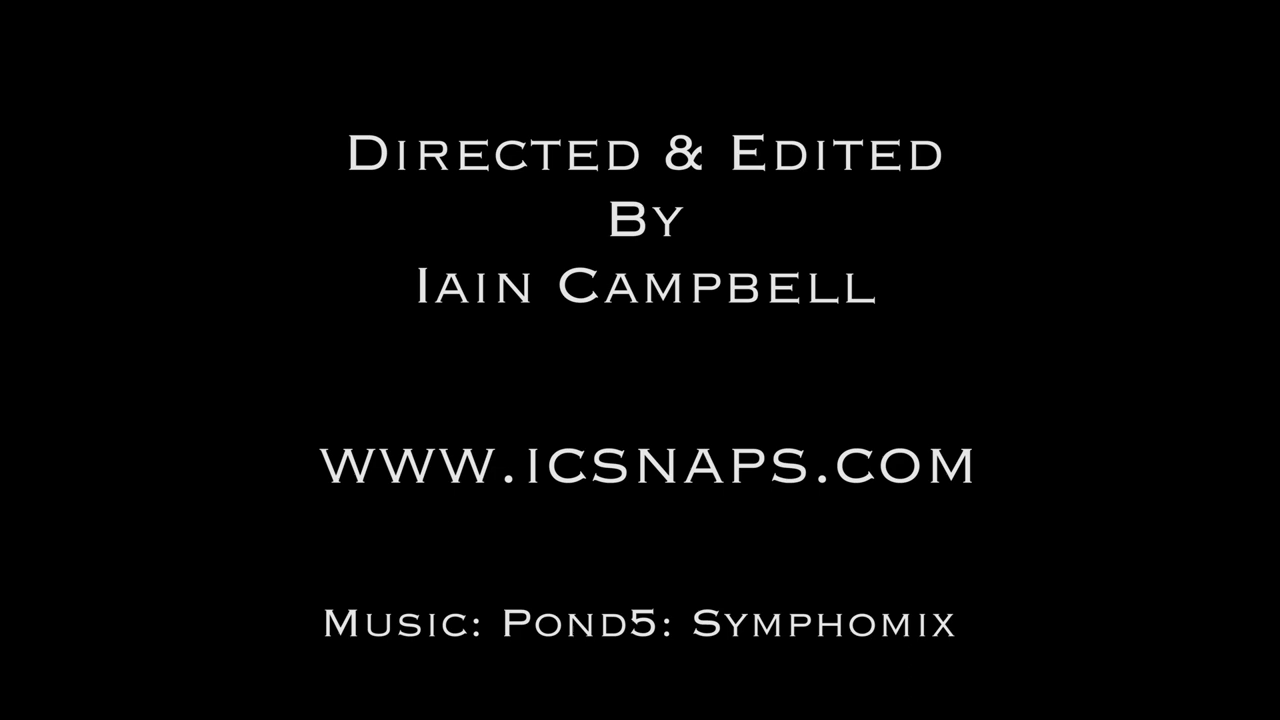 Directed & Edited
By
Iain Campbell
www.icsnaps.com
Music: Pond5: Symphomix